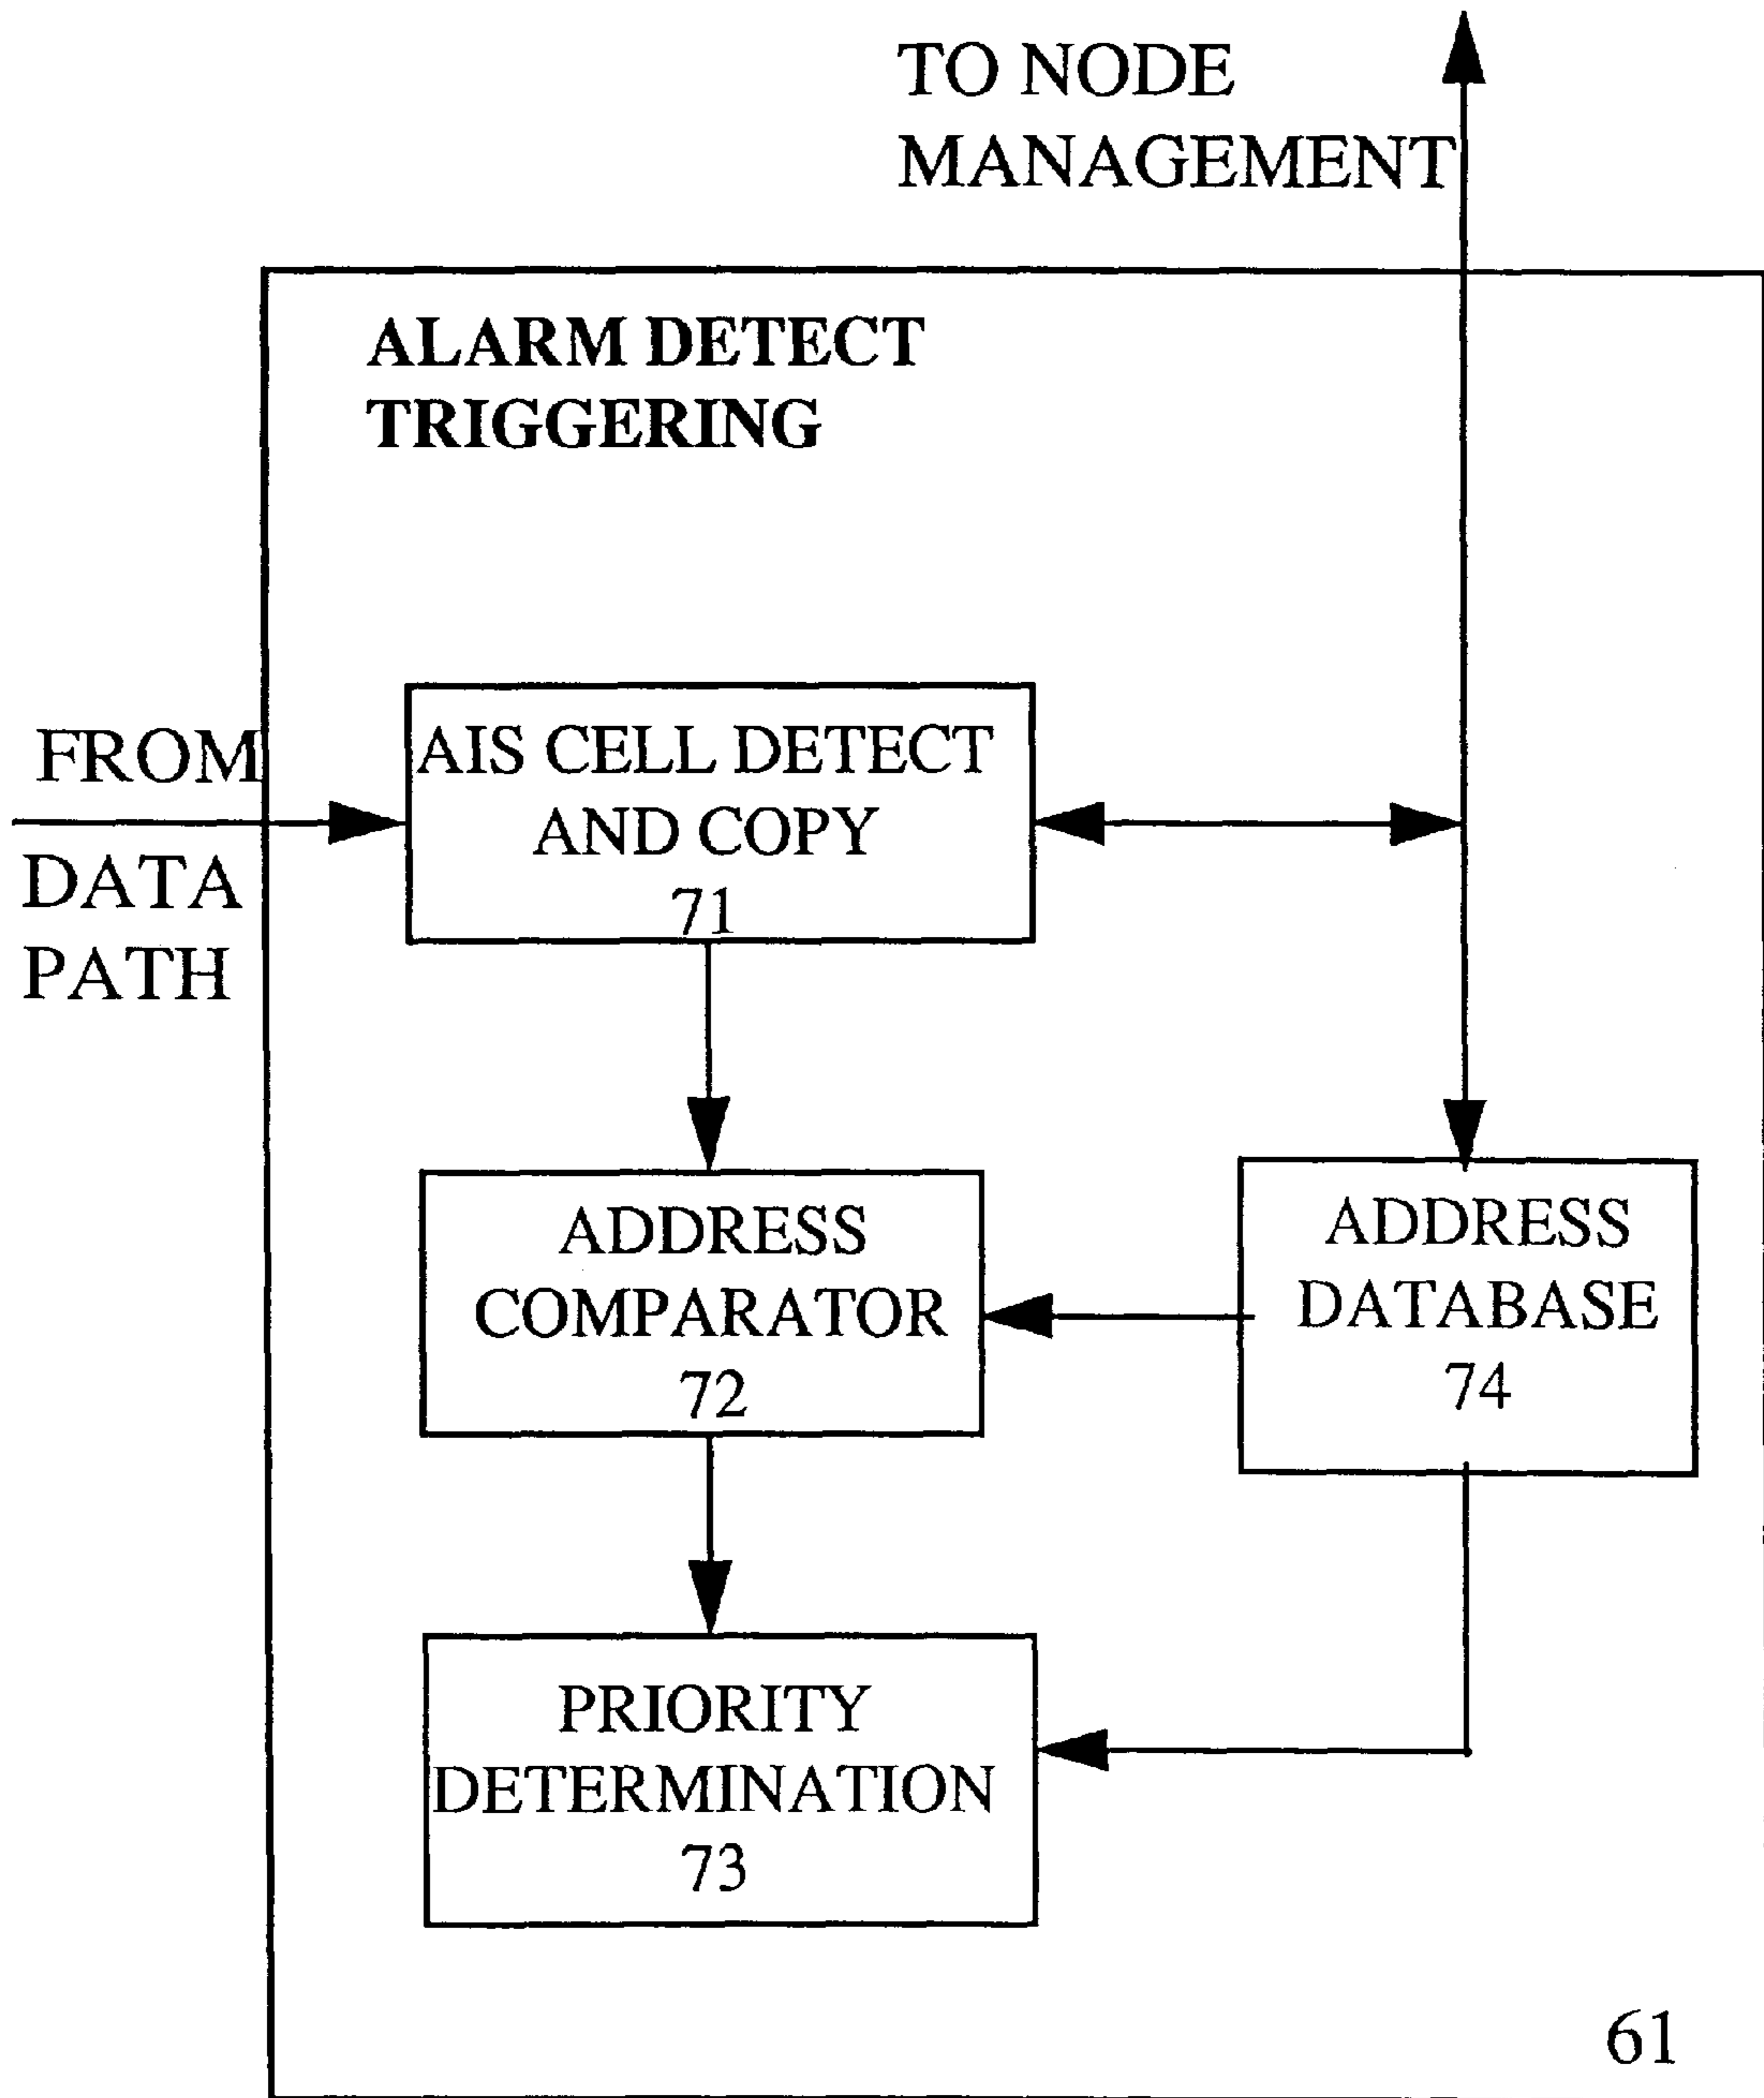 TO NODE
MANAGEMENT
ALARM DETECT
TRIGGERING
FROM
DATA
PATH
AIS CELL DETECT
AND COPY
71
ADDRESS
COMPARATOR
72
ADDRESS
DATABASE
74
PRIORITY
DETERMINATION
73
61